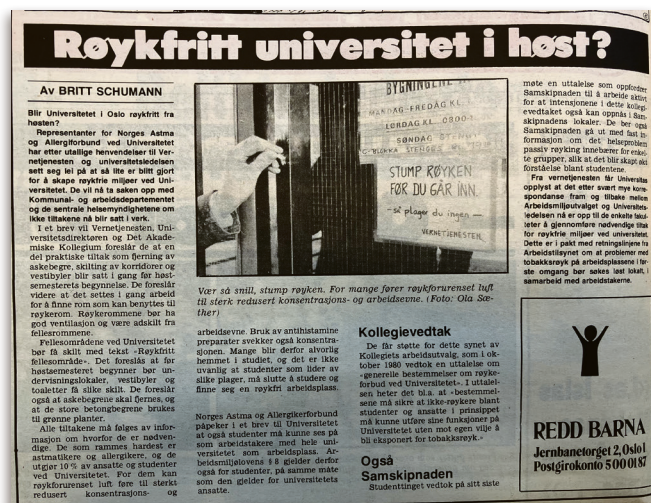 Røykfritt universitet i høst?
Av BRITT SCHUMANN
Blir Universitetet i Oslo røykfritt fra
høsten?
Representanter for Norges Astma
og Allergiforbund ved Universitetet
har etter utallige henvendelser til Ver-
netjenesten og universitetsledelsen
sett seg lei på at så lite er blitt gjort
for å skape røykfrie miljøer ved Uni-
versitetet. De vil nå ta saken opp med
Kommunal- og arbeidsdepartementet
og de sentrale helsemyndighetene om
ikke tiltakene nå blir satt i verk.
I et brev vil Vernetjenesten, Uni-
versitetsdirektøren og Det Akade-
miske Kollegium foreslår de at en
del praktiske tiltak som fjerning av
askebegre, skilting av korridorer og
vestibyler blir satt i gang før høst-
semesterets begynnelse. De foreslår
videre at det settes i gang arbeid
for å finne rom som kan benyttes til
røykerom. Røykerommene bør ha
god ventilasjon og være adskilt fra
fellesrommene.
Fellesområdene ved Universitetet
bør få skilt med tekst «Røykfritt
fellesområde». Det foreslås at før
høstsemesteret begynner bør un-
dervisningslokaler, vestibyler og
toaletter få slike skilt. De foreslår
også at askebegrene skal fjernes, og
at de store betongbegrene brukes
til grønne planter.
Alle tiltakene må følges av infor-
masjon om hvorfor de er nødven-
dige. De som rammes hardest er
astmatikere og allergikere, og de
utgjør 10 % av ansatte og studenter
ved Universitetet. For dem kan
røykforurenset luft føre til sterkt
redusert konsentrasjons- og
BYGNINGENE
MANDAG-FREDAG KL.
LØRDAG KL. 0800-1
SØNDAG STENGT
STENGES
STUMP RØYKEN
FØR DU GÅR INN.
- så plager du ingen -
VERNETJENESTEN
Vær så snill, stump røyken. For mange fører røykforurenset luft
til sterk redusert konsentrasjons- og arbeidsevne. (Foto: Ola Sæ-
ther)
arbeidsevne. Bruk av antihistamine
preparater svekker også konsentra-
sjonen. Mange blir derfor alvorlig
hemmet i studiet, og det er ikke
uvanlig at studenter som lider av
slike plager, må slutte å studere og
finne seg en røykfri arbeidsplass.
Norges Astma og Allergikerforbund
påpeker i et brev til Universitetet
at også studenter må kunne ses på
som arbeidstakere med hele uni-
versitetet som arbeidsplass. Ar-
beidsmiljølovens § 8 gjelder derfor
også for studenter, på samme måte
som den gjelder for universitetets
ansatte.
Kollegievedtak
De får støtte for dette synet av
Kollegiets arbeidsutvalg, som i ok-
tober 1980 vedtok en uttalelse om
«generelle bestemmelser om røyke-
forbud ved Universitetet». I uttalel-
sen heter det bl.a. at «bestemmel-
sene må sikre at ikke-røykere blant
studenter og ansatte i prinsippet
må kunne utføre sine funksjoner på
Universitetet uten mot egen vilje å
bli eksponert for tobakksrøyk.»
Også
Samskipnaden
Studenttinget vedtok på sitt siste
møte en uttalelse som oppfordrer
Samskipnaden til å arbeide aktivt
for at intensjonene i dette kollegi-
evedtaket også kan oppnås i Sam-
skipnadens lokaler. De ber også
Samskipnaden gå ut med fast in-
formasjon om det helseproblem
passiv røyking innebærer for enkel-
te grupper, slik at det blir skapt økt
forståelse blant studentene.
Fra vernetjenesten får Universitas
opplyst at det etter svært mye korre-
spondanse fram og tilbake mellom
Arbeidsmiljøutvalget og Universitets-
ledelsen nå er opp til de enkelte fakul-
teter å gjennomføre nødvendige tiltak
for røykfrie miljøer ved universitetet.
Dette er i pakt med retningslinjene fra
Arbeidstilsynet om at problemer med
tobakksrøyk på arbeidsplassene i før-
ste omgang bør søkes løst lokalt, i
samarbeid med arbeidstakerne.
REDD BARNA
Jernbanetorget 2, Oslo 1
Postgirokonto 5 00 01 87